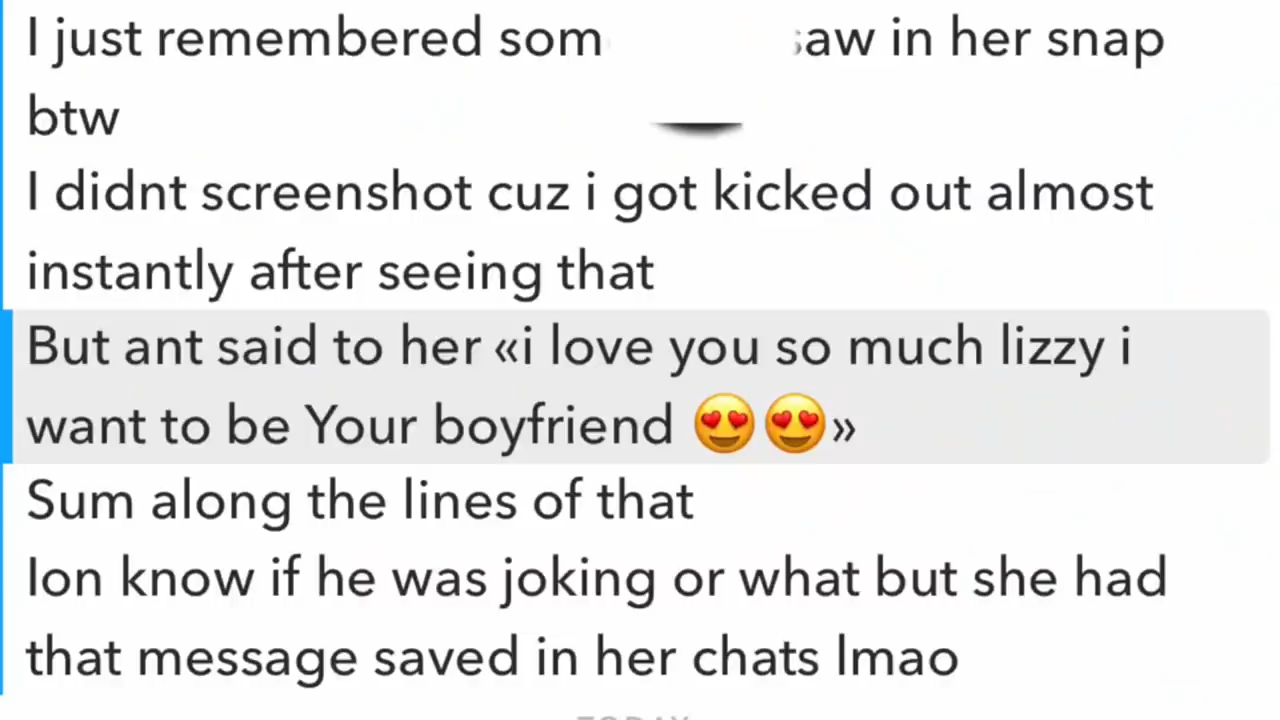 I just remembered som aw in her snap
btw
I didnt screenshot cuz i got kicked out almost
instantly after seeing that
But ant said to her «i love you so much lizzy i
want to be Your boyfriend 😍😍»
Sum along the lines of that
Ion know if he was joking or what but she had
that message saved in her chats lmao
TODAY